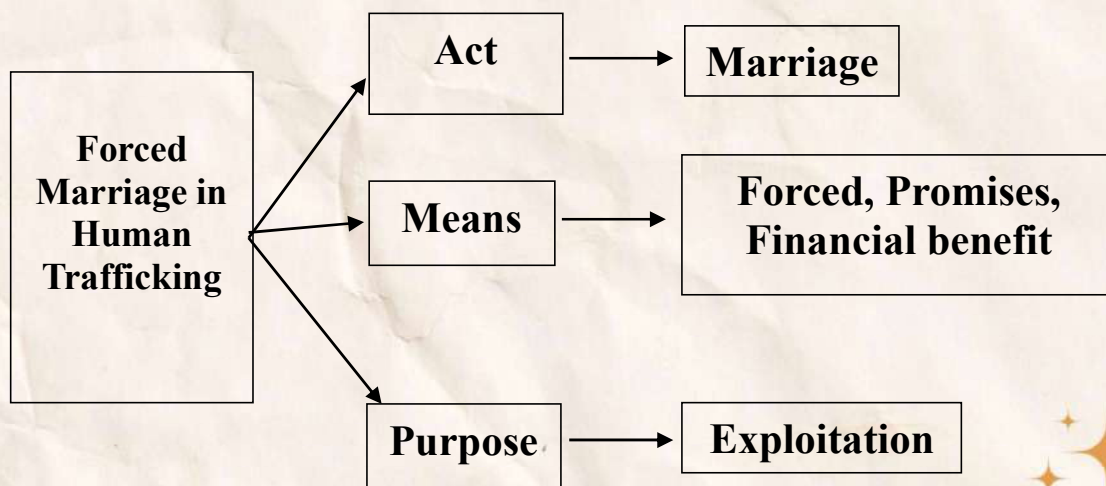 Forced
Marriage in
Human
Trafficking
Act
Marriage
Means
Forced, Promises,
Financial benefit
Purpose
Exploitation